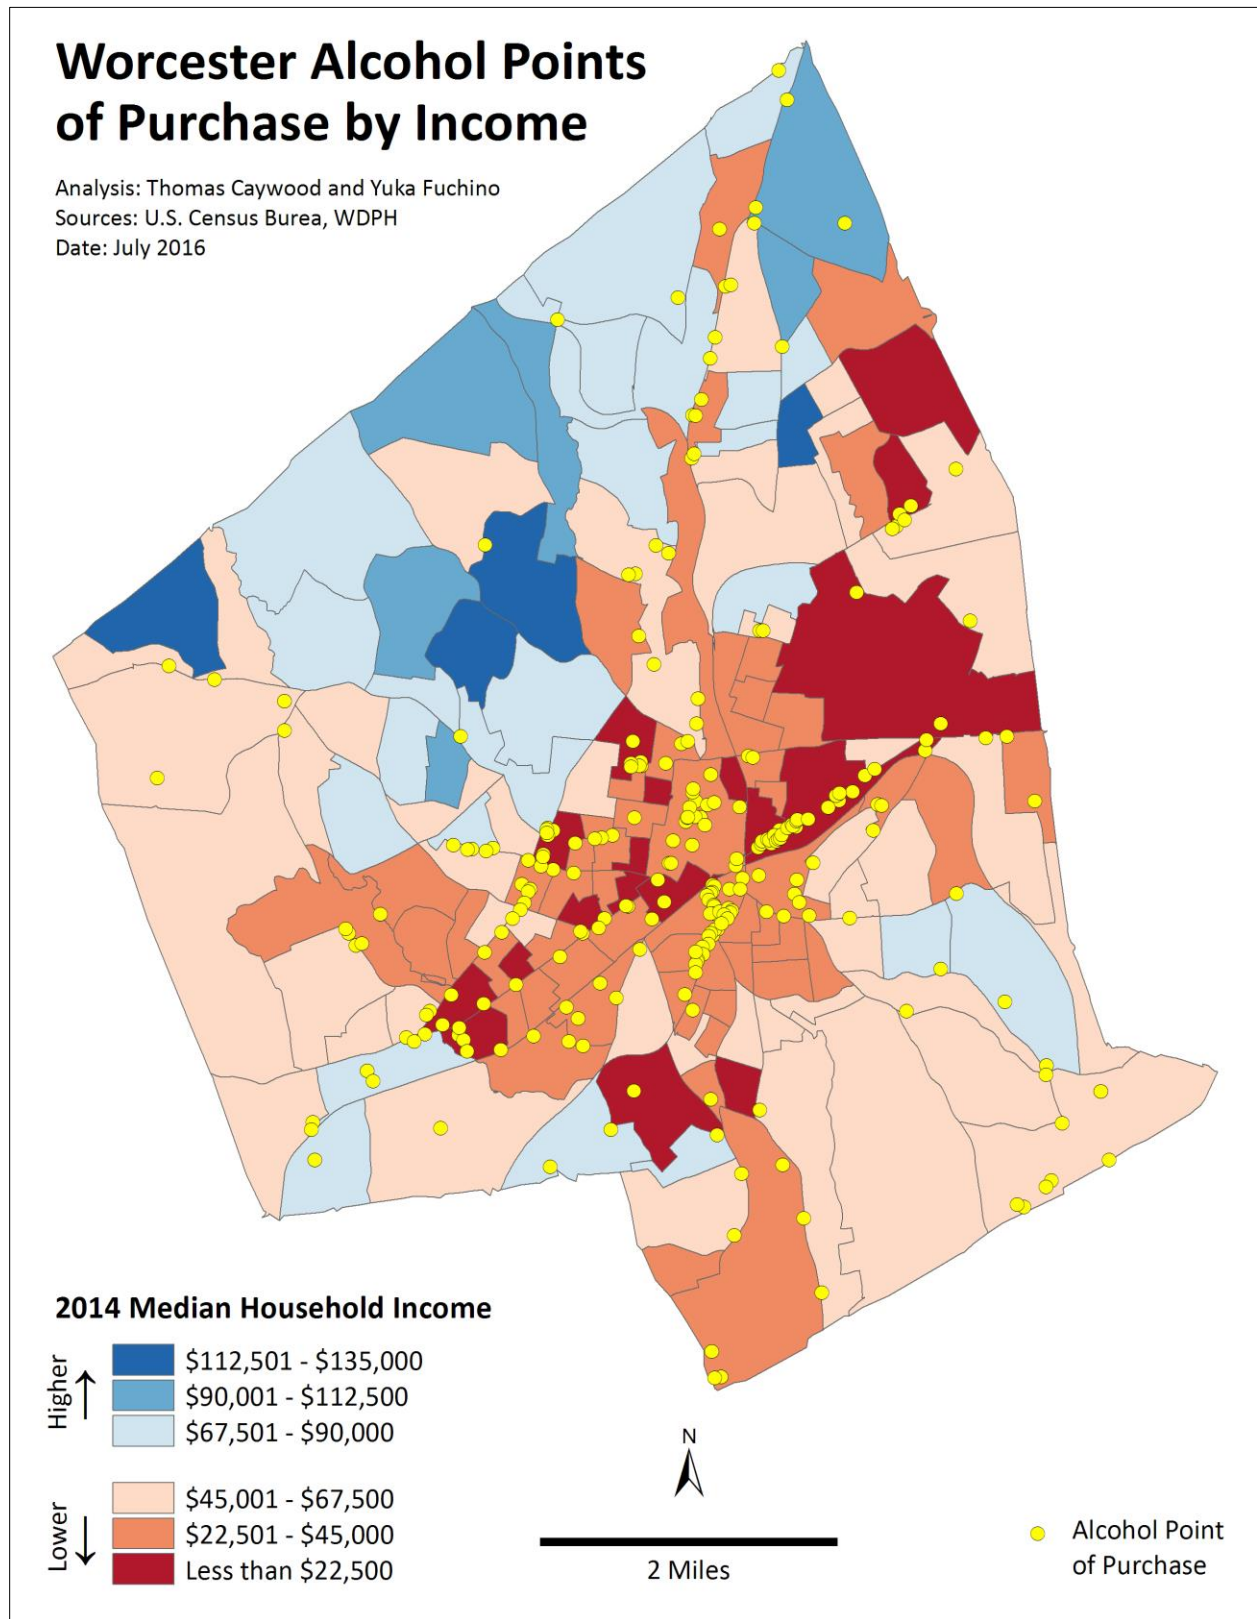 Worcester Alcohol Points
of Purchase by Income
Analysis: Thomas Caywood and Yuka Fuchino
Sources: U.S. Census Burea, WDPH
Date: July 2016
2014 Median Household Income
Higher
$112,501 - $135,000
$90,001 - $112,500
$67,501 - $90,000
Lower
$45,001 - $67,500
$22,501 - $45,000
Less than $22,500
N
2 Miles
Alcohol Point
of Purchase